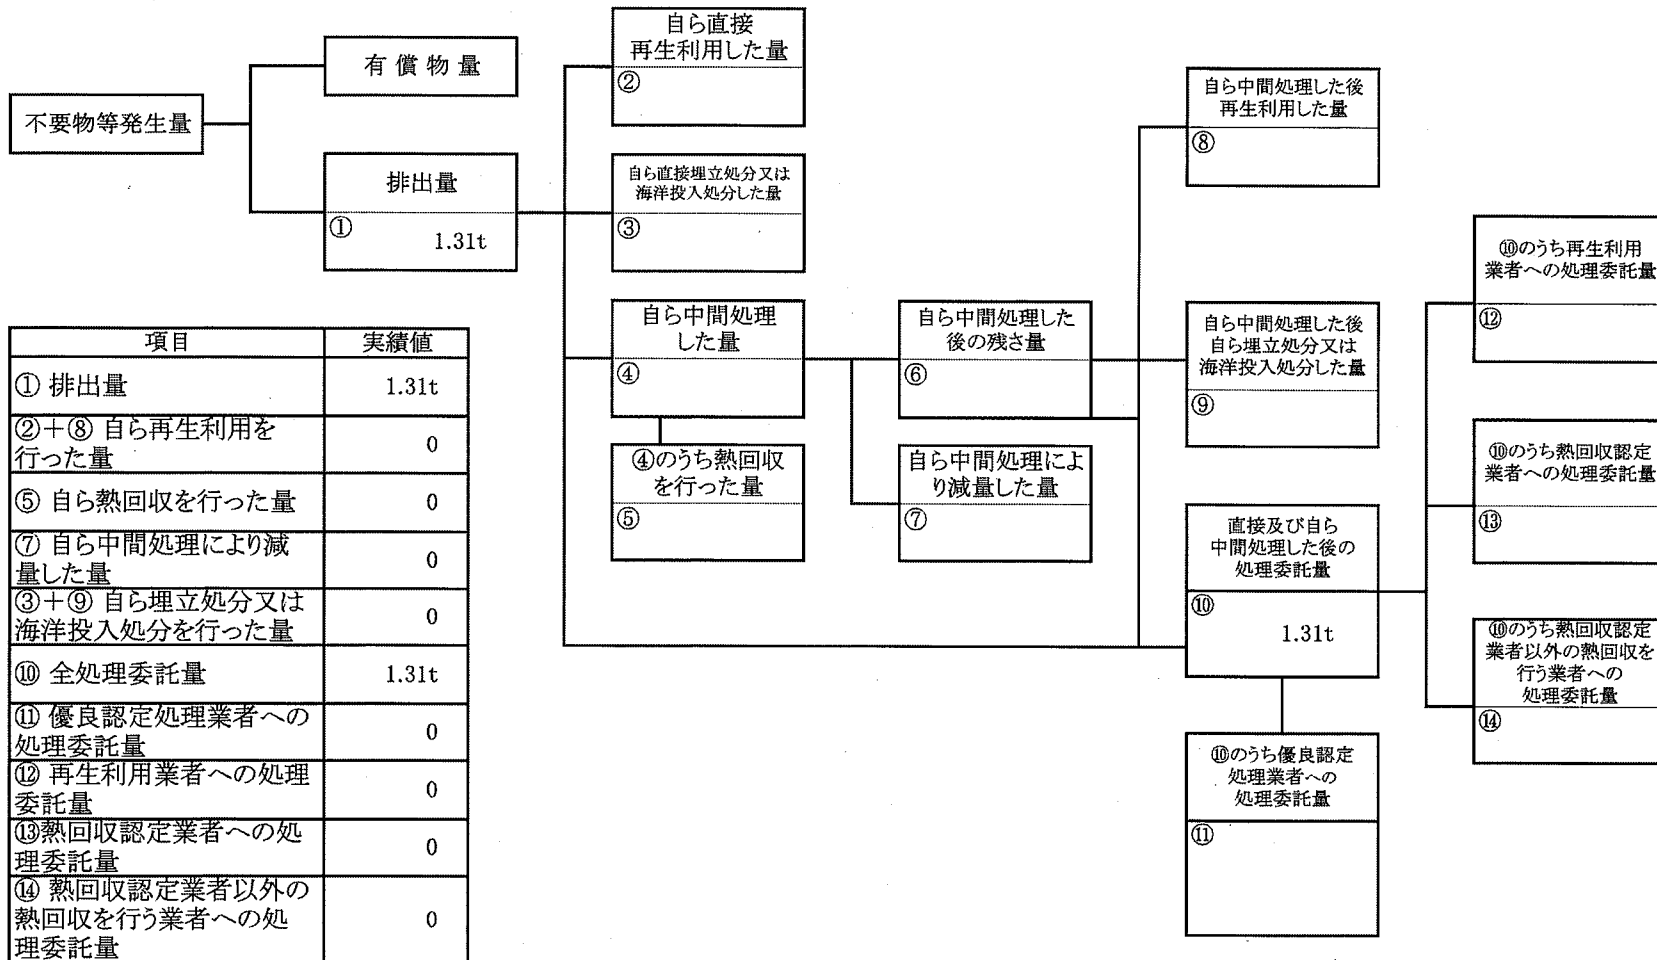 不要物等発生量
有償物量
排出量
①
1.31t
自ら直接
再生利用した量
②
自ら直接埋立処分又は
海洋投入処分した量
③
自ら中間処理
した量
④
④のうち熱回収
を行った量
⑤
自ら中間処理した
後の残さ量
⑥
自ら中間処理によ
り減量した量
⑦
自ら中間処理した後
再生利用した量
⑧
自ら中間処理した後
自ら埋立処分又は
海洋投入処分した量
⑨
直接及び自ら
中間処理した後の
処理委託量
⑩
1.31t
⑩のうち優良認定
処理業者への
処理委託量
⑪
⑩のうち再生利用
業者への処理委託量
⑫
⑩のうち熱回収認定
業者への処理委託量
⑬
⑩のうち熱回収認定
業者以外の熱回収を
行う業者への
処理委託量
⑭
項目 実績値
① 排出量 1.31t
②+⑧ 自ら再生利用を
行った量 0
⑤ 自ら熱回収を行った量 0
⑦ 自ら中間処理により減
量した量 0
③+⑨ 自ら埋立処分又は
海洋投入処分を行った量 0
⑩ 全処理委託量 1.31t
⑪ 優良認定処理業者への
処理委託量 0
⑫ 再生利用業者への処理
委託量 0
⑬熱回収認定業者への処
理委託量 0
⑭ 熱回収認定業者以外の
熱回収を行う業者への処
理委託量 0